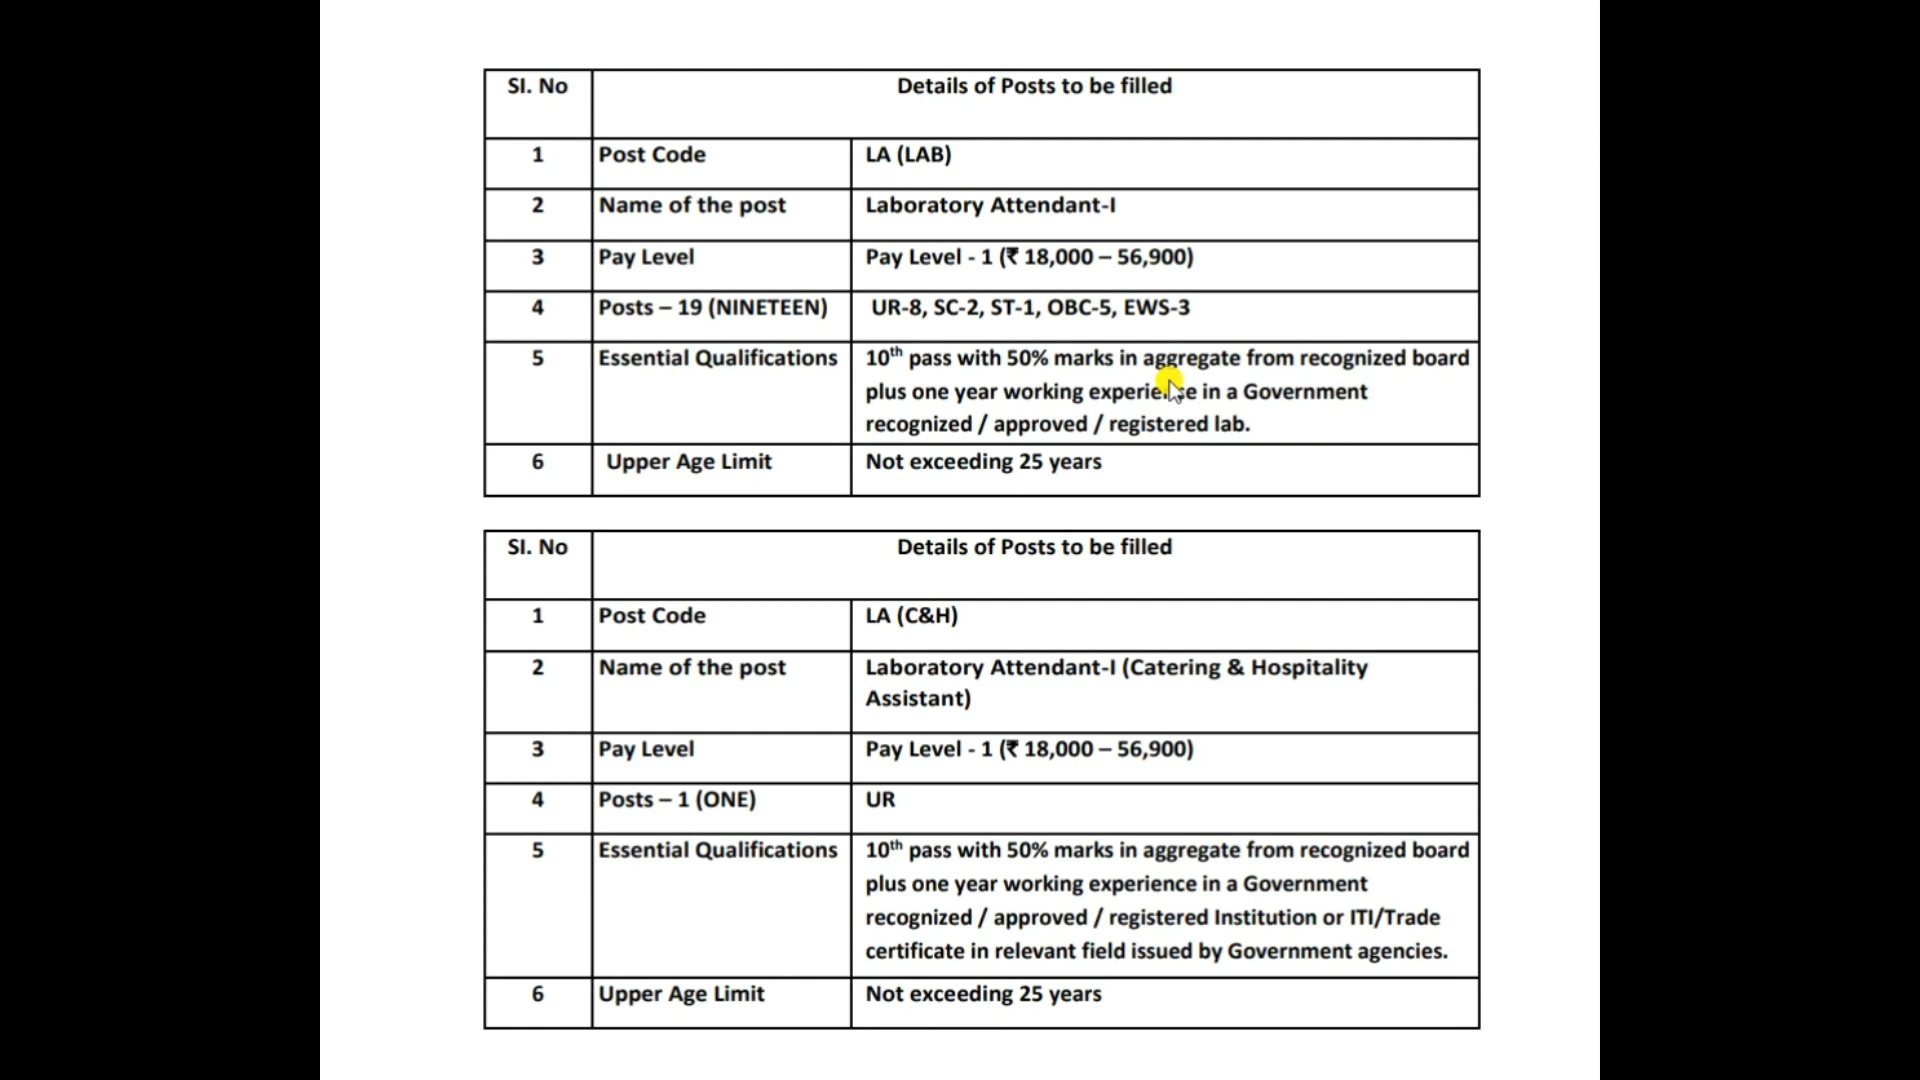 SI. No Details of Posts to be filled
1 Post Code LA (LAB)
2 Name of the post Laboratory Attendant-I
3 Pay Level Pay Level - 1 (₹ 18,000 – 56,900)
4 Posts – 19 (NINETEEN) UR-8, SC-2, ST-1, OBC-5, EWS-3
5 Essential Qualifications 10th pass with 50% marks in aggregate from recognized board
plus one year working experience in a Government
recognized / approved / registered lab.
6 Upper Age Limit Not exceeding 25 years
SI. No Details of Posts to be filled
1 Post Code LA (C&H)
2 Name of the post Laboratory Attendant-I (Catering & Hospitality
Assistant)
3 Pay Level Pay Level - 1 (₹ 18,000 – 56,900)
4 Posts – 1 (ONE) UR
5 Essential Qualifications 10th pass with 50% marks in aggregate from recognized board
plus one year working experience in a Government
recognized / approved / registered Institution or ITI/Trade
certificate in relevant field issued by Government agencies.
6 Upper Age Limit Not exceeding 25 years